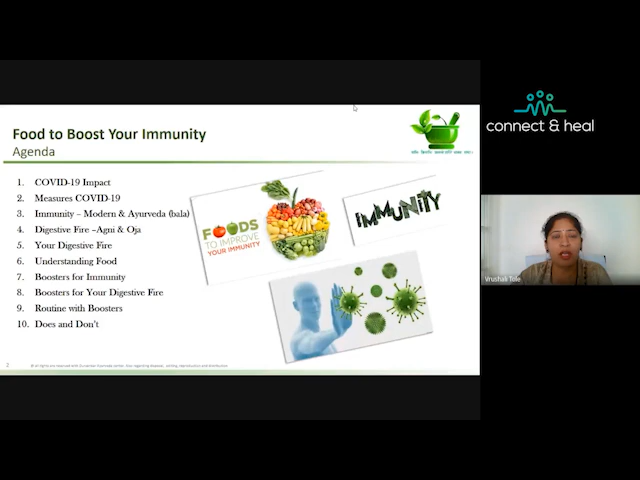 Food to Boost Your Immunity
Agenda
1. COVID-19 Impact
2. Measures COVID-19
3. Immunity – Modern & Ayurveda (bala)
4. Digestive Fire –Agni & Oja
5. Your Digestive Fire
6. Understanding Food
7. Boosters for Immunity
8. Boosters for Your Digestive Fire
9. Routine with Boosters
10. Does and Don't
FOODS
TO IMPROVE
YOUR IMMUNITY
IMMUNITY
2
connect & heal
Vrushali Tole